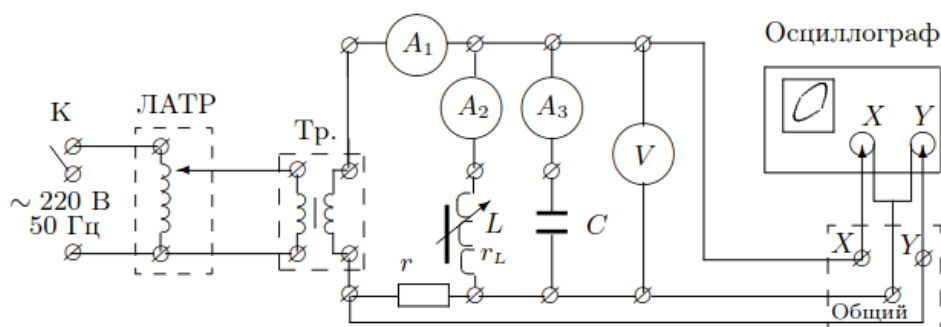 Осциллограф
ЛАТР
К
Тр.
~ 220 В
50 Гц
A1
A2
A3
V
L
rL
C
r
X
Y
X
Y
Общий